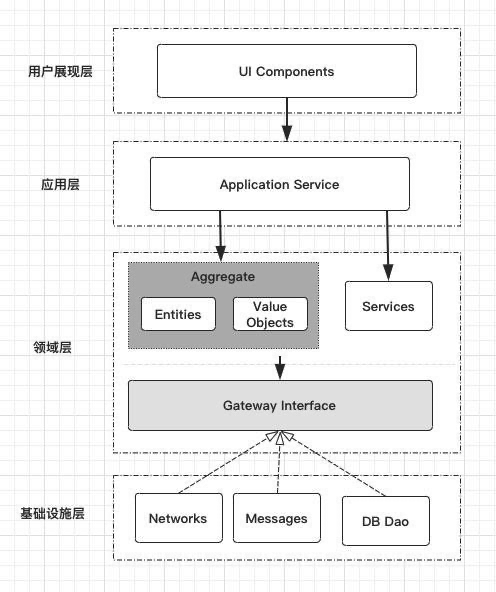 用户展现层
UI Components
应用层
Application Service
领域层
Aggregate
Entities
Value
Objects
Services
Gateway Interface
基础设施层
Networks
Messages
DB Dao